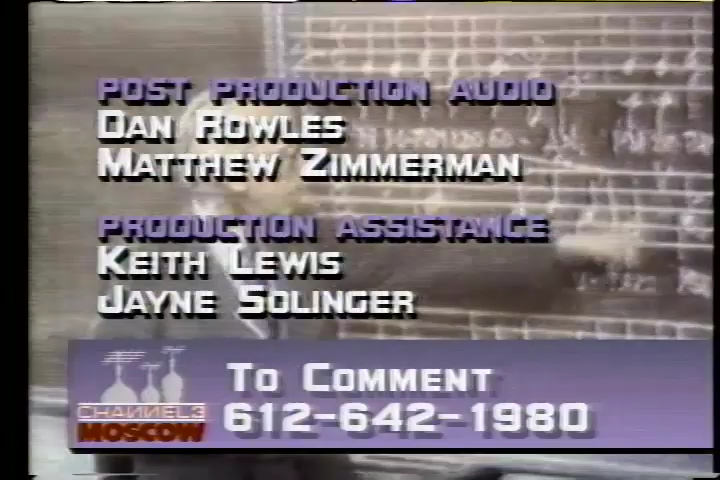 POST PRODUCTION AUDIO
DAN ROWLES
MATTHEW ZIMMERMAN
PRODUCTION ASSISTANCE
KEITH LEWIS
JAYNE SOLINGER
TO COMMENT
612-642-1980
CHANNEL3
MOSCOW